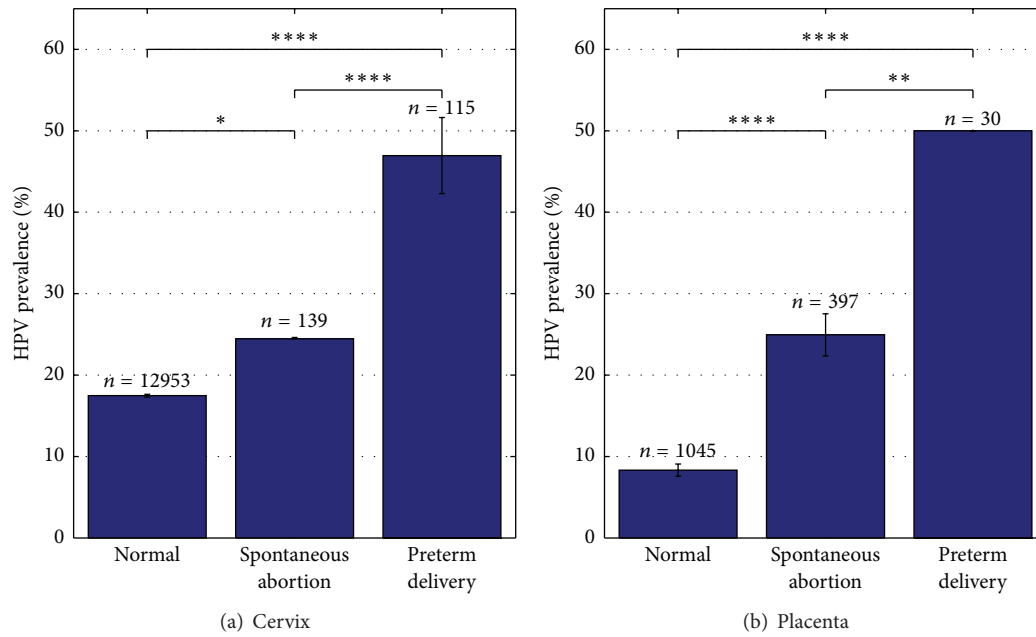 60
50
40
30
20
10
0
HPV prevalence (%)
****
****
*
n = 12953
n = 139
n = 115
Normal
Spontaneous
abortion
Preterm
delivery
(a) Cervix
60
50
40
30
20
10
0
HPV prevalence (%)
****
**
****
n = 1045
n = 397
n = 30
Normal
Spontaneous
abortion
Preterm
delivery
(b) Placenta